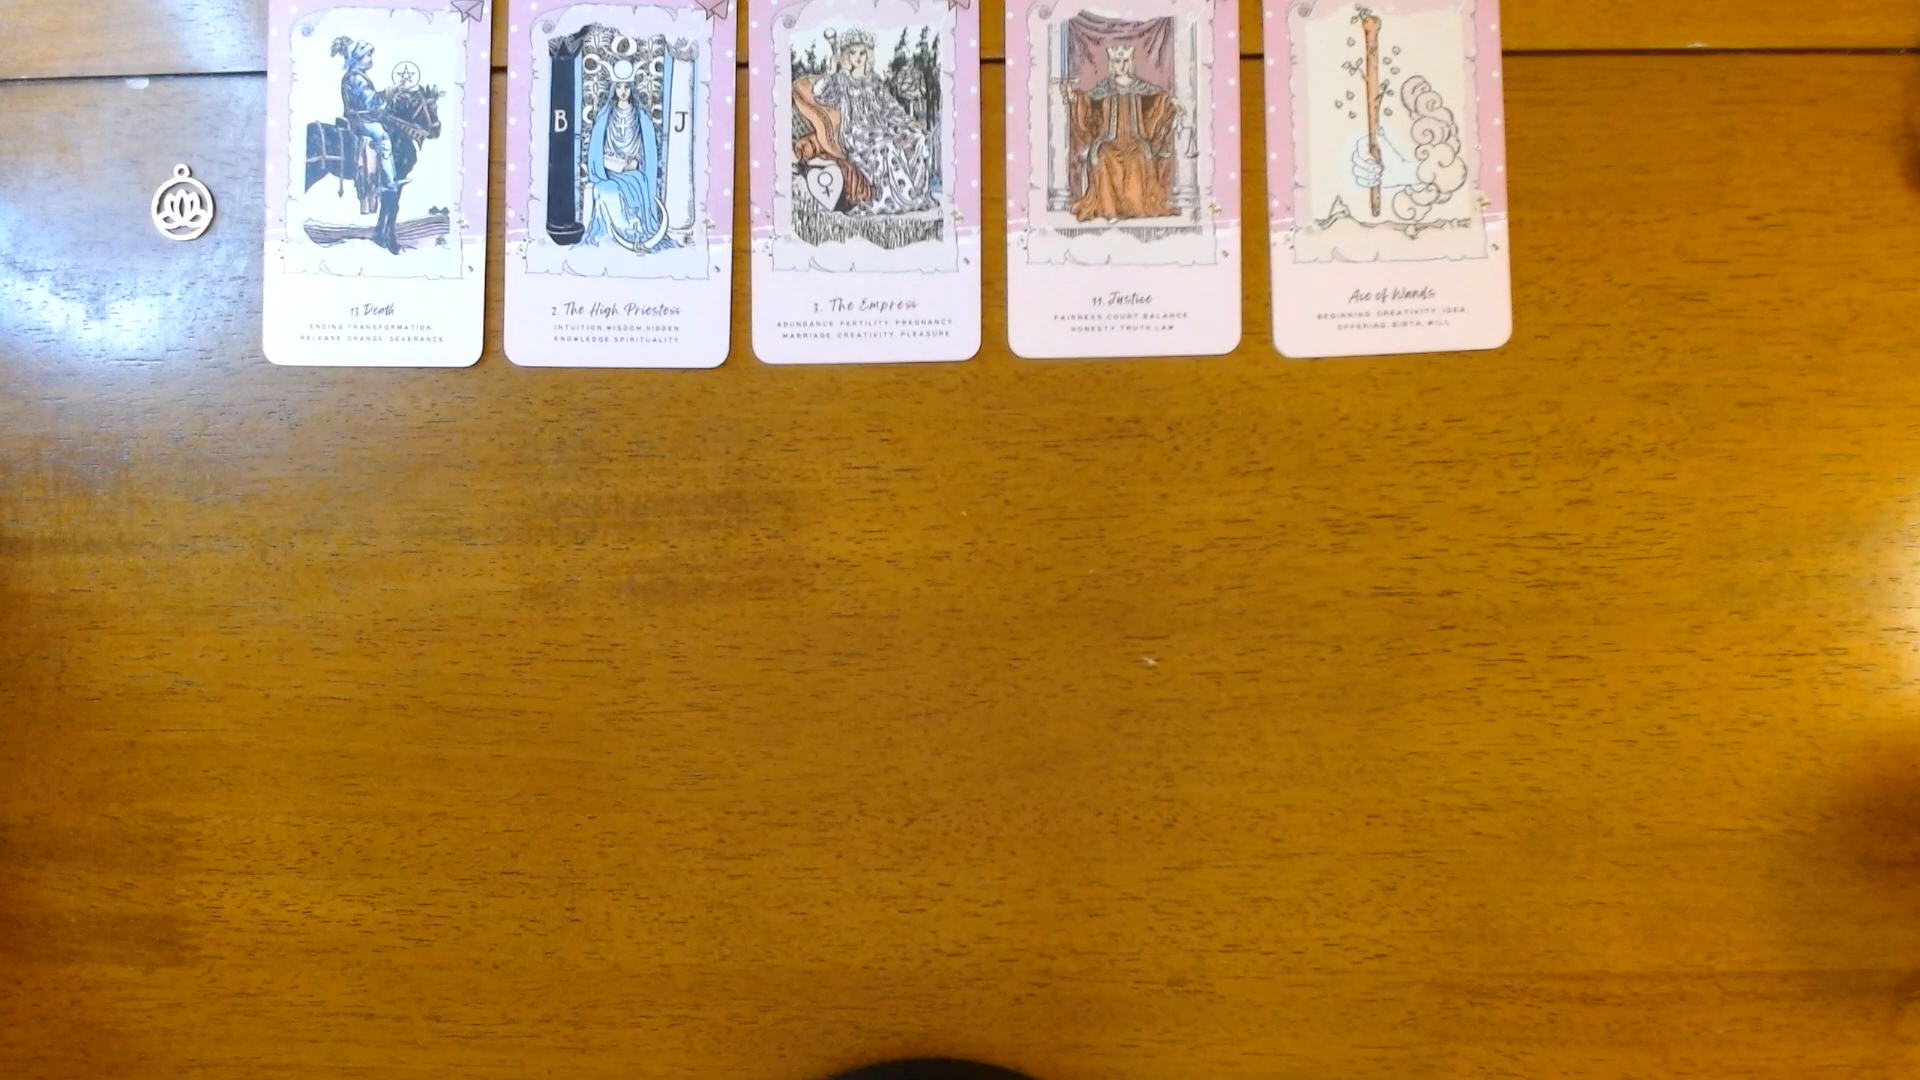 13. Death
ENDING. TRANSFORMATION.
RELEASE. CHANGE. SEVERANCE
B
J
2. The High Priestess
INTUITION. WISDOM. HIDDEN
KNOWLEDGE. SPIRITUALITY
3. The Empress
ABUNDANCE. FERTILITY. PREGNANCY.
MARRIAGE. CREATIVITY. PLEASURE
11. Justice
FAIRNESS. COURT. BALANCE
HONESTY. TRUTH. LAW
Ace of Wands
BEGINNING. CREATIVITY. IDEA.
OFFERING. BIRTH. WILL